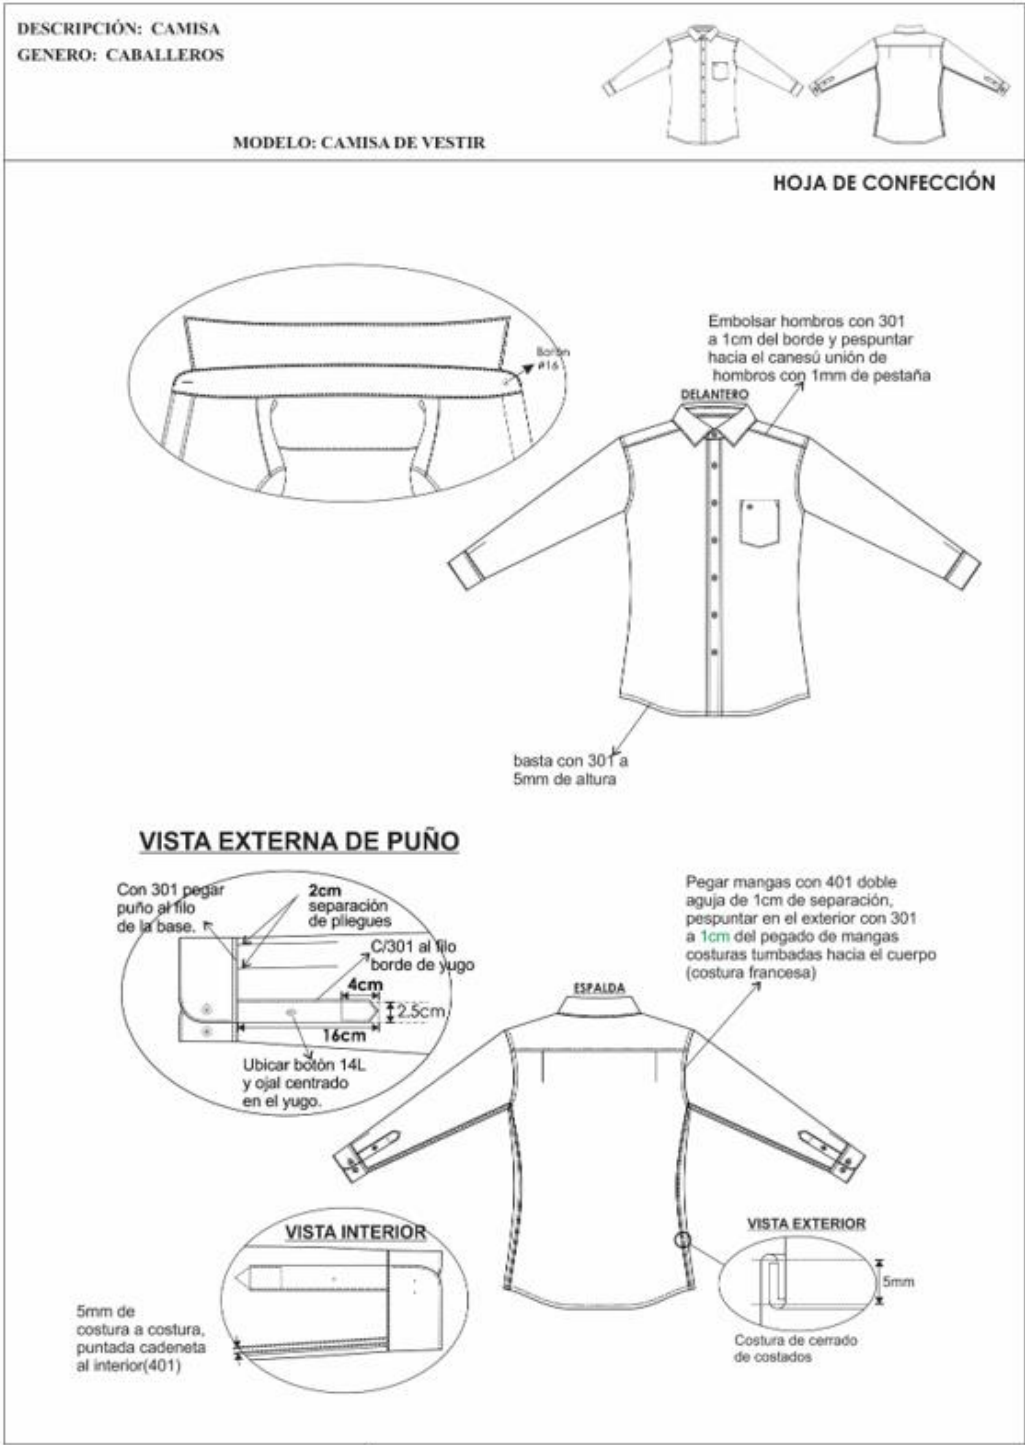 DESCRIPCIÓN: CAMISA
GENERO: CABALLEROS
MODELO: CAMISA DE VESTIR
HOJA DE CONFECCIÓN
Embolsar hombros con 301
a 1cm del borde y pespuntar
hacia el canesú unión de
hombros con 1mm de pestaña
Botón
#16
DELANTERO
basta con 301 a
5mm de altura
VISTA EXTERNA DE PUÑO
Con 301 pegar
puño al filo
de la base.
2cm
separación
de pliegues
C/301 al filo
borde de yugo
4cm
2.5cm
16cm
Ubicar botón 14L
y ojal centrado
en el yugo.
Pegar mangas con 401 doble
aguja de 1cm de separación,
pespuntar en el exterior con 301
a 1cm del pegado de mangas
costuras tumbadas hacia el cuerpo
(costura francesa)
ESPALDA
VISTA INTERIOR
5mm de
costura a costura,
puntada cadeneta
al interior(401)
VISTA EXTERIOR
5mm
Costura de cerrado
de costados